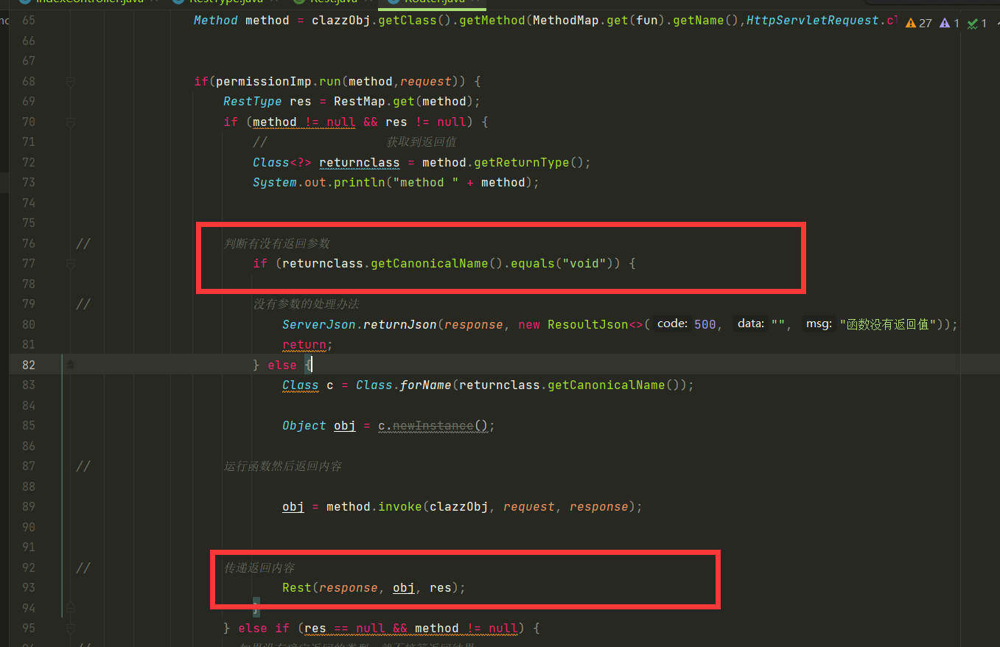 IndexController.java RestType.java Rest.java Router.java
65 Method method = clazzObj.getClass().getMethod(MethodMap.get(fun).getName(),HttpServletRequest.cl 27 1 1
66
67
68 if(permissionImp.run(method,request)) {
69 RestType res = RestMap.get(method);
70 if (method != null && res != null) {
71 // 获取到返回值
72 Class<?> returnclass = method.getReturnType();
73 System.out.println("method " + method);
74
75
76 // 判断有没有返回参数
77 if (returnclass.getCanonicalName().equals("void")) {
78
79 // 没有参数的处理办法
80 ServerJson.returnJson(response, new ResoultJson<>( code: 500, data: "", msg: "函数没有返回值"));
81 return;
82 } else {
83 Class c = Class.forName(returnclass.getCanonicalName());
84
85 Object obj = c.newInstance();
86
87 // 运行函数然后返回内容
88
89 obj = method.invoke(clazzObj, request, response);
90
91
92 // 传递返回内容
93 Rest(response, obj, res);
94 }
95 } else if (res == null && method != null) {